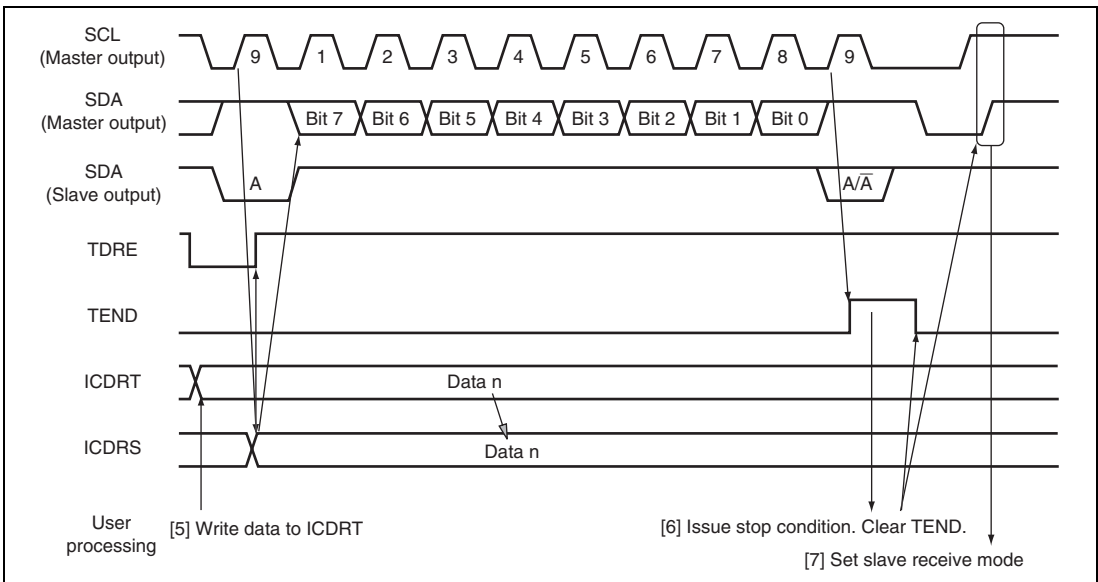 SCL
(Master output)
9 1 2 3 4 5 6 7 8 9
SDA
(Master output)
Bit 7 Bit 6 Bit 5 Bit 4 Bit 3 Bit 2 Bit 1 Bit 0
SDA
(Slave output)
A A/A̅
TDRE
TEND
ICDRT
Data n
ICDRS
Data n
User
processing
[5] Write data to ICDRT
[6] Issue stop condition. Clear TEND.
[7] Set slave receive mode